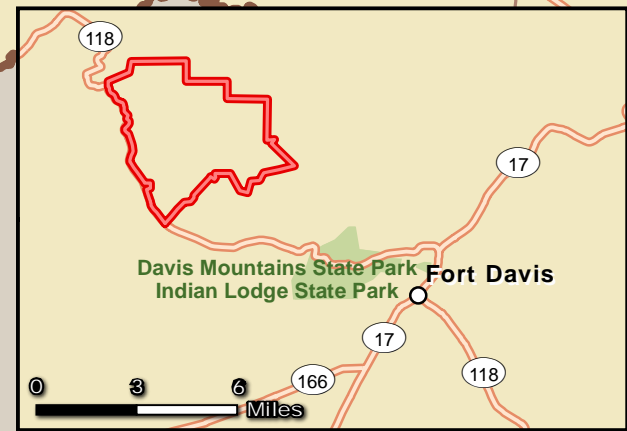 118
17
Davis Mountains State Park
Indian Lodge State Park
Fort Davis
17
166
118
0 3 6
Miles